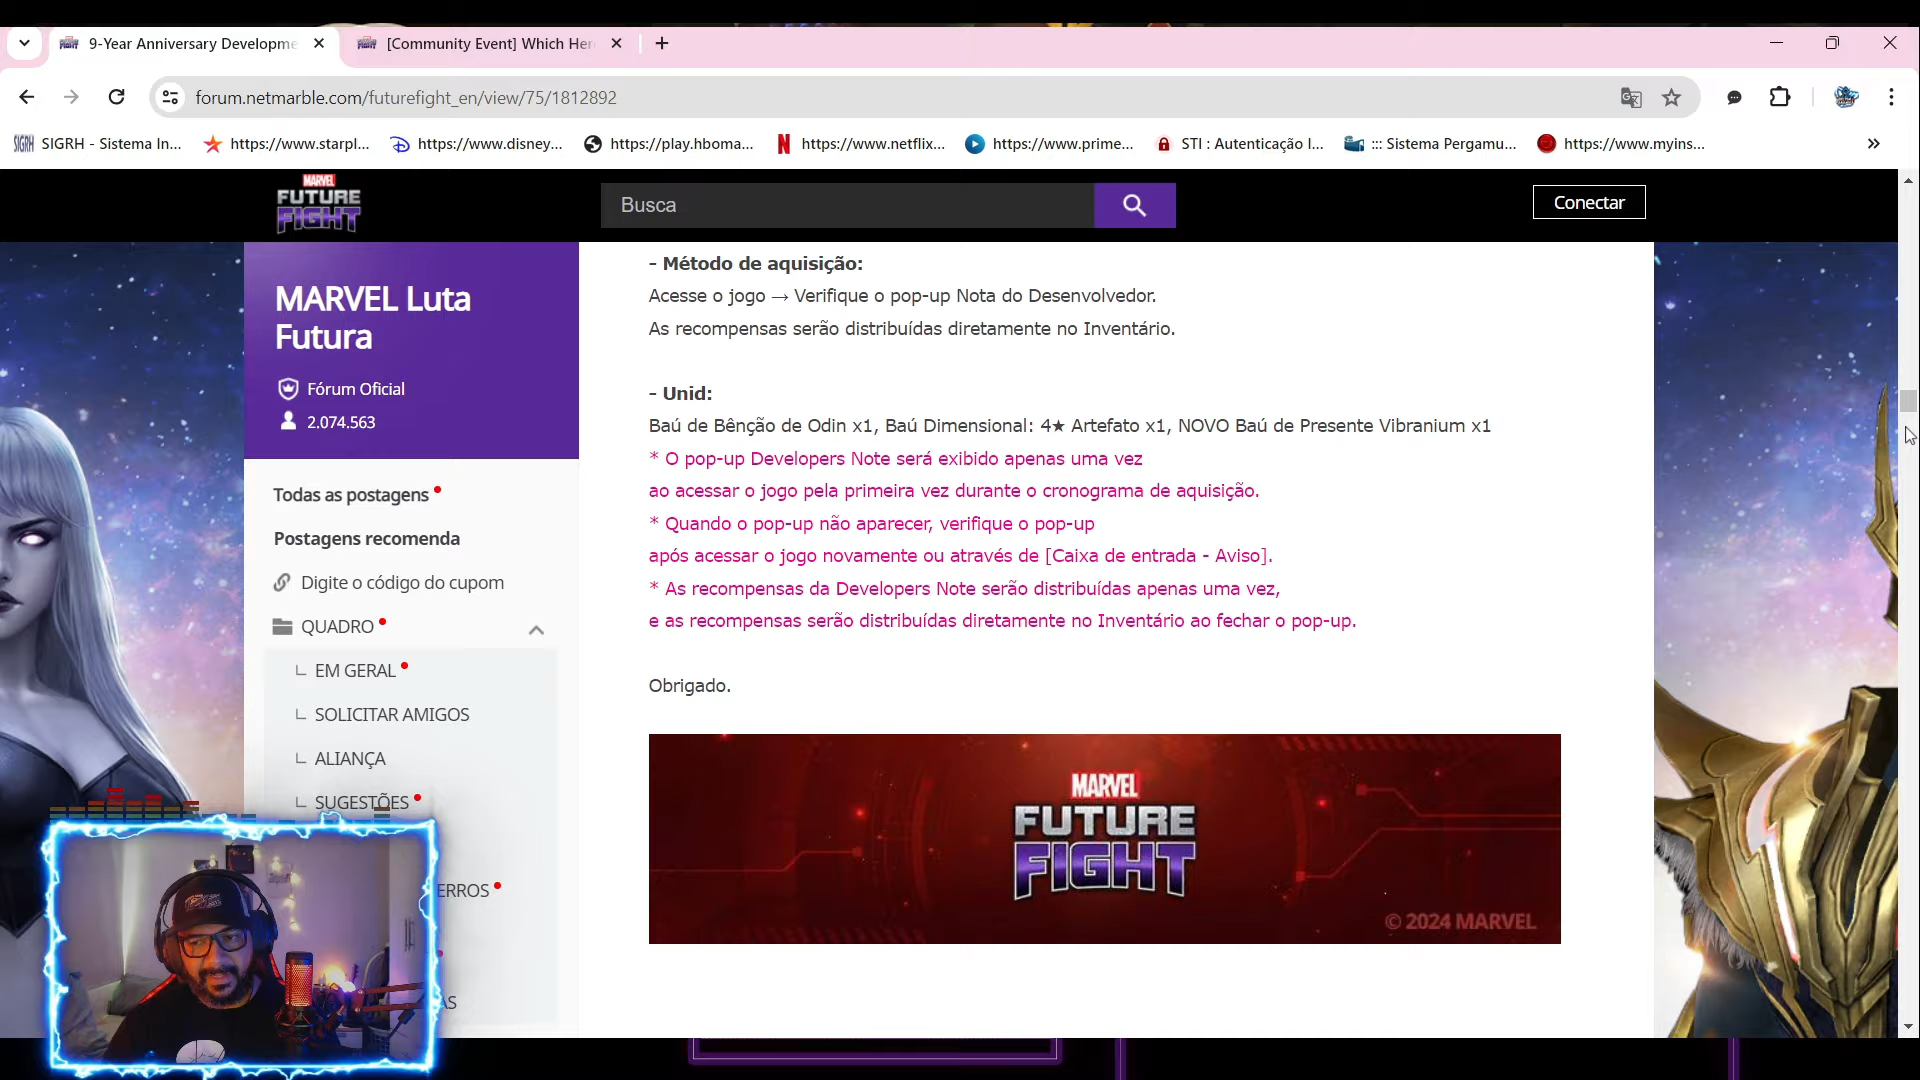 9-Year Anniversary Developme
[Community Event] Which Her
forum.netmarble.com/futurefight_en/view/75/1812892
SIGRH - Sistema In...
https://www.starpl...
https://www.disney...
https://play.hboma...
https://www.netflix...
https://www.prime...
STI : Autenticação I...
::: Sistema Pergamu...
https://www.myins...
MARVEL
FUTURE
FIGHT
Busca
Conectar
MARVEL Luta
Futura
Fórum Oficial
2.074.563
Todas as postagens
Postagens recomenda
Digite o código do cupom
QUADRO
EM GERAL
SOLICITAR AMIGOS
ALIANÇA
SUGESTÕES
ERROS
AS
- Método de aquisição:
Acesse o jogo → Verifique o pop-up Nota do Desenvolvedor.
As recompensas serão distribuídas diretamente no Inventário.
- Unid:
Baú de Bênção de Odin x1, Baú Dimensional: 4★ Artefato x1, NOVO Baú de Presente Vibranium x1
* O pop-up Developers Note será exibido apenas uma vez
ao acessar o jogo pela primeira vez durante o cronograma de aquisição.
* Quando o pop-up não aparecer, verifique o pop-up
após acessar o jogo novamente ou através de [Caixa de entrada - Aviso].
* As recompensas da Developers Note serão distribuídas apenas uma vez,
e as recompensas serão distribuídas diretamente no Inventário ao fechar o pop-up.
Obrigado.
MARVEL
FUTURE
FIGHT
© 2024 MARVEL